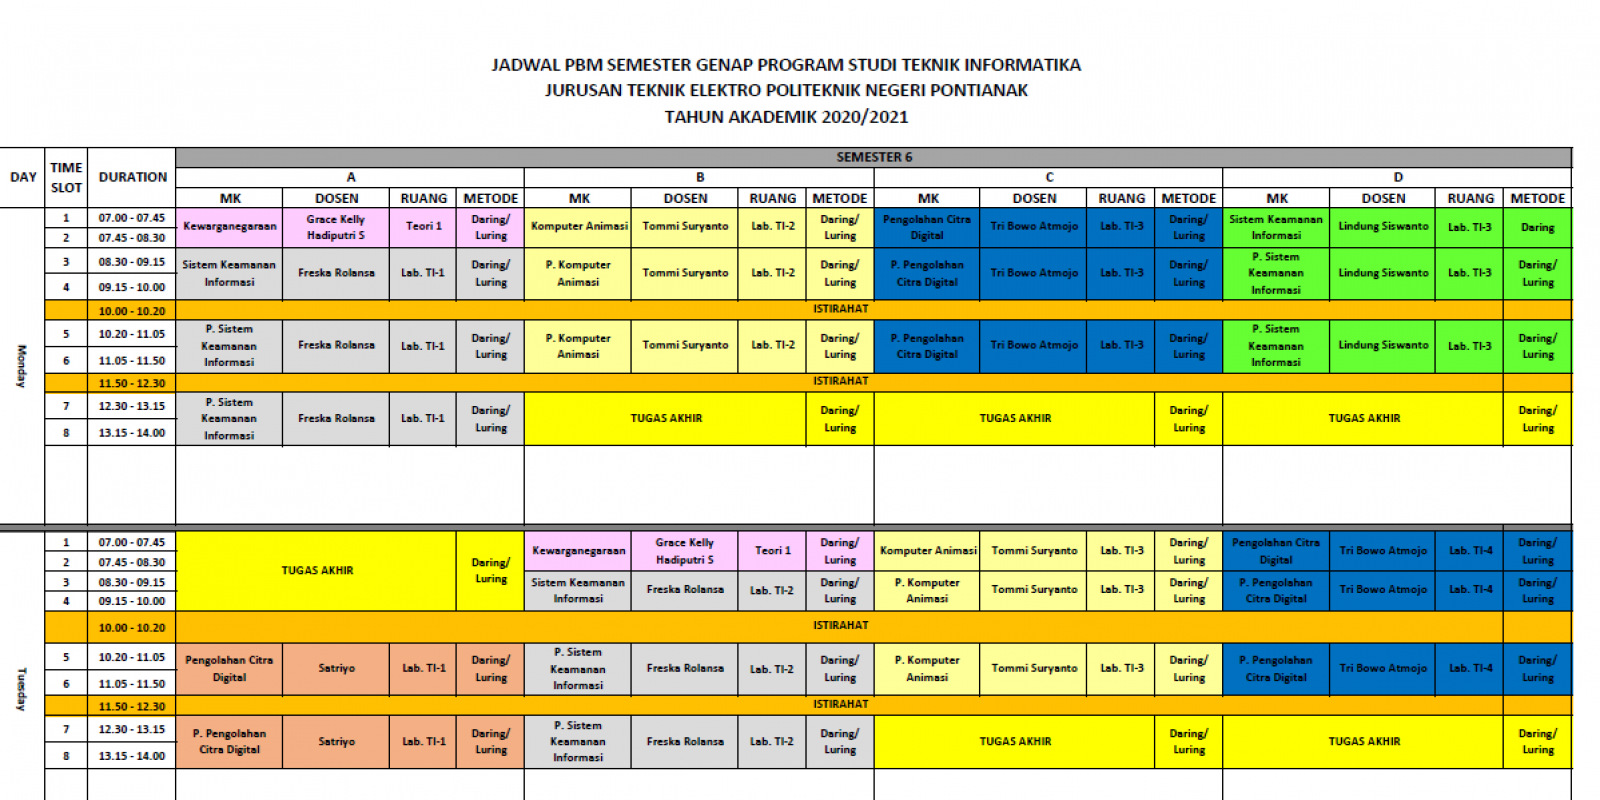 JADWAL PBM SEMESTER GENAP PROGRAM STUDI TEKNIK INFORMATIKA
JURUSAN TEKNIK ELEKTRO POLITEKNIK NEGERI PONTIANAK
TAHUN AKADEMIK 2020/2021
DAY TIME SLOT DURATION SEMESTER 6
A B C D
MK DOSEN RUANG METODE MK DOSEN RUANG METODE MK DOSEN RUANG METODE MK DOSEN RUANG METODE
Monday
1 07.00 - 07.45
2 07.45 - 08.30
Kewarganegaraan Grace Kelly Hadiputri S Teori 1 Daring/ Luring Komputer Animasi Tommi Suryanto Lab. TI-2 Daring/ Luring Pengolahan Citra Digital Tri Bowo Atmojo Lab. TI-3 Daring/ Luring Sistem Keamanan Informasi Lindung Siswanto Lab. TI-3 Daring
3 08.30 - 09.15
4 09.15 - 10.00
Sistem Keamanan Informasi Freska Rolansa Lab. TI-1 Daring/ Luring P. Komputer Animasi Tommi Suryanto Lab. TI-2 Daring/ Luring P. Pengolahan Citra Digital Tri Bowo Atmojo Lab. TI-3 Daring/ Luring P. Sistem Keamanan Informasi Lindung Siswanto Lab. TI-3 Daring/ Luring
10.00 - 10.20 ISTIRAHAT
5 10.20 - 11.05
6 11.05 - 11.50
P. Sistem Keamanan Informasi Freska Rolansa Lab. TI-1 Daring/ Luring P. Komputer Animasi Tommi Suryanto Lab. TI-2 Daring/ Luring P. Pengolahan Citra Digital Tri Bowo Atmojo Lab. TI-3 Daring/ Luring P. Sistem Keamanan Informasi Lindung Siswanto Lab. TI-3 Daring/ Luring
11.50 - 12.30 ISTIRAHAT
7 12.30 - 13.15
8 13.15 - 14.00
P. Sistem Keamanan Informasi Freska Rolansa Lab. TI-1 Daring/ Luring TUGAS AKHIR Daring/ Luring TUGAS AKHIR Daring/ Luring TUGAS AKHIR Daring/ Luring
Tuesday
1 07.00 - 07.45
2 07.45 - 08.30
TUGAS AKHIR Daring/ Luring Kewarganegaraan Grace Kelly Hadiputri S Teori 1 Daring/ Luring Komputer Animasi Tommi Suryanto Lab. TI-3 Daring/ Luring Pengolahan Citra Digital Tri Bowo Atmojo Lab. TI-4 Daring/ Luring
3 08.30 - 09.15
4 09.15 - 10.00
Sistem Keamanan Informasi Freska Rolansa Lab. TI-2 Daring/ Luring P. Komputer Animasi Tommi Suryanto Lab. TI-3 Daring/ Luring P. Pengolahan Citra Digital Tri Bowo Atmojo Lab. TI-4 Daring/ Luring
10.00 - 10.20 ISTIRAHAT
5 10.20 - 11.05
6 11.05 - 11.50
Pengolahan Citra Digital Satriyo Lab. TI-1 Daring/ Luring P. Sistem Keamanan Informasi Freska Rolansa Lab. TI-2 Daring/ Luring P. Komputer Animasi Tommi Suryanto Lab. TI-3 Daring/ Luring P. Pengolahan Citra Digital Tri Bowo Atmojo Lab. TI-4 Daring/ Luring
11.50 - 12.30 ISTIRAHAT
7 12.30 - 13.15
8 13.15 - 14.00
P. Pengolahan Citra Digital Satriyo Lab. TI-1 Daring/ Luring P. Sistem Keamanan Informasi Freska Rolansa Lab. TI-2 Daring/ Luring TUGAS AKHIR Daring/ Luring TUGAS AKHIR Daring/ Luring